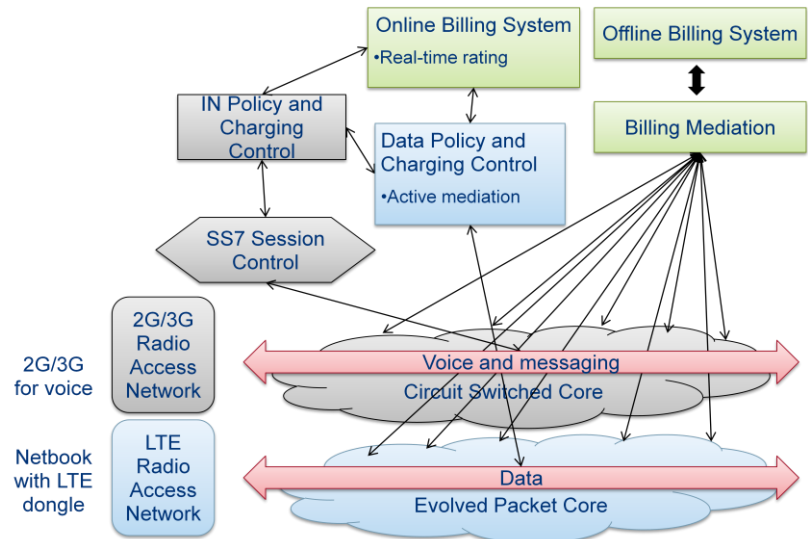 Online Billing System
•Real-time rating
Offline Billing System
IN Policy and
Charging
Control
Data Policy and
Charging Control
•Active mediation
Billing Mediation
SS7 Session
Control
2G/3G
for voice
2G/3G
Radio
Access
Network
Voice and messaging
Circuit Switched Core
Netbook
with LTE
dongle
LTE
Radio
Access
Network
Data
Evolved Packet Core